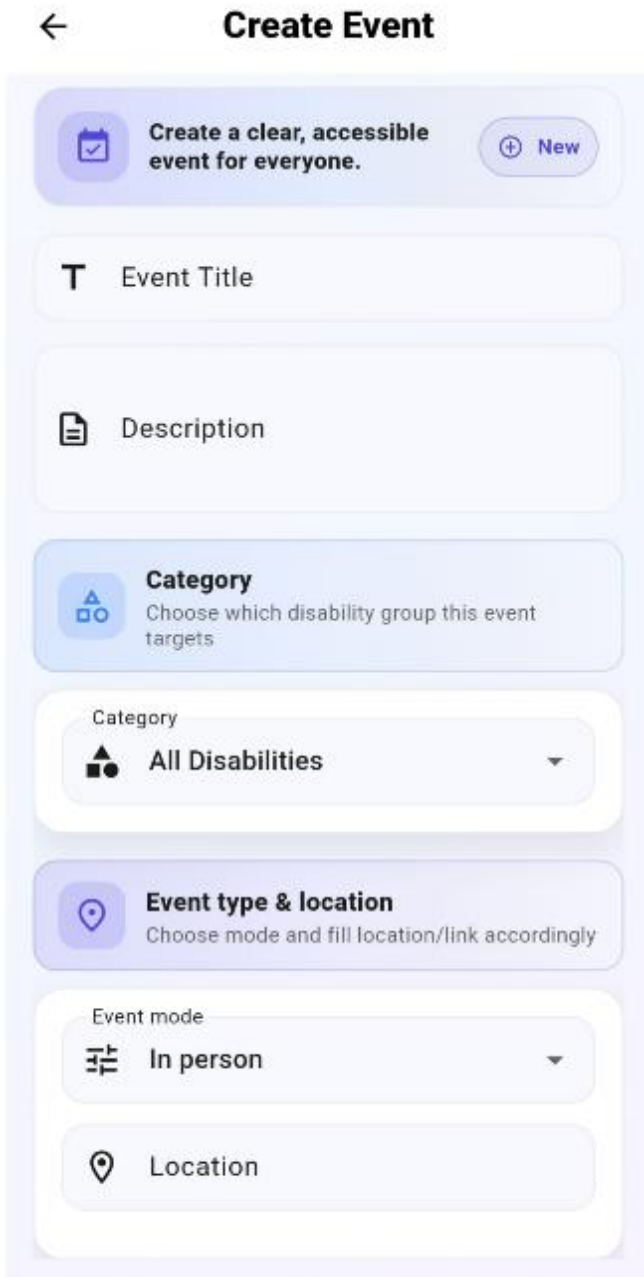 Create Event
Create a clear, accessible
event for everyone.
New
Event Title
Description
Category
Choose which disability group this event
targets
Category
All Disabilities
Event type & location
Choose mode and fill location/link accordingly
Event mode
In person
Location